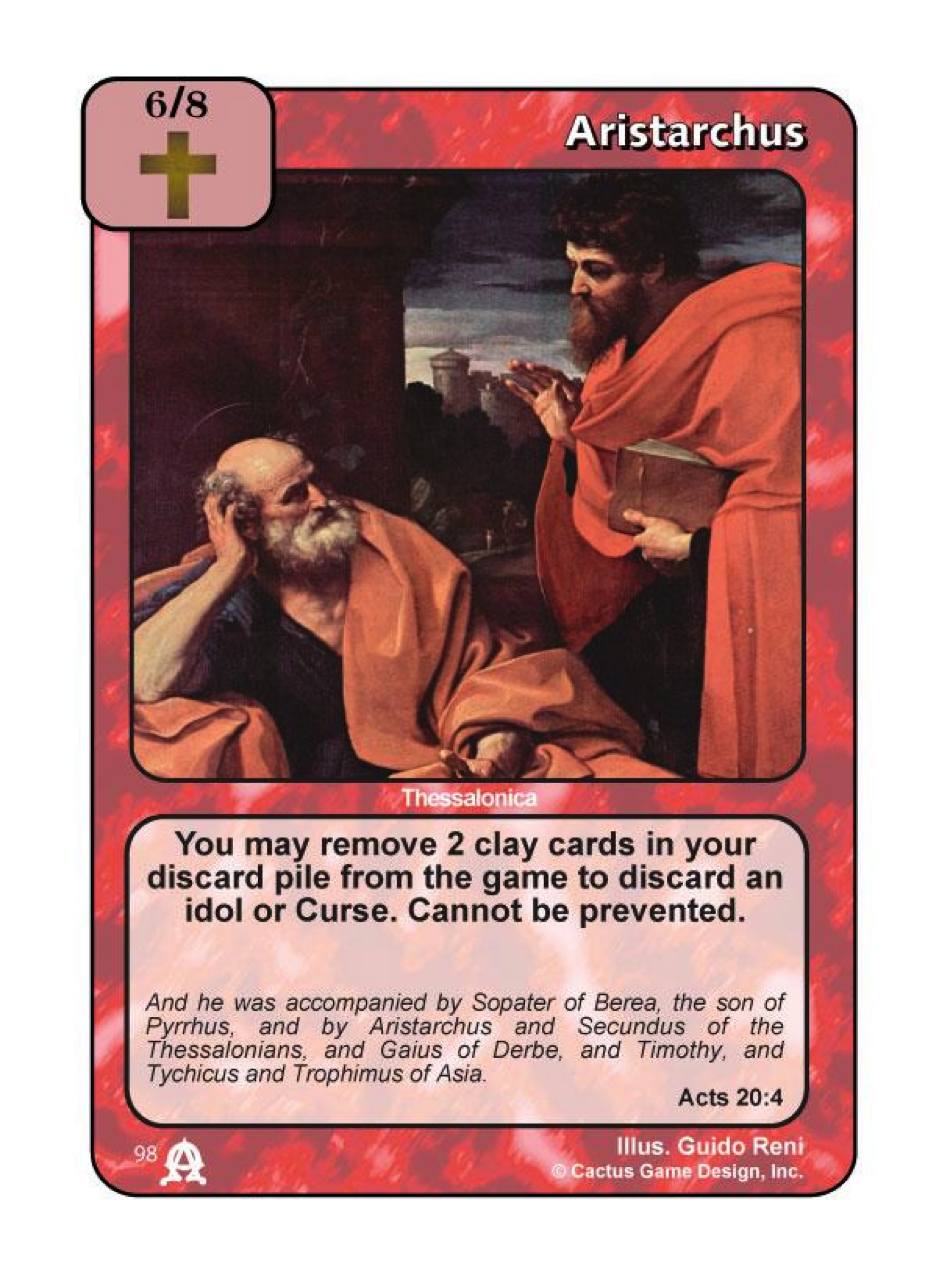 6/8
Aristarchus
Thessalonica
You may remove 2 clay cards in your
discard pile from the game to discard an
idol or Curse. Cannot be prevented.
And he was accompanied by Sopater of Berea, the son of
Pyrrhus, and by Aristarchus and Secundus of the
Thessalonians, and Gaius of Derbe, and Timothy, and
Tychicus and Trophimus of Asia.
Acts 20:4
98
Illus. Guido Reni
© Cactus Game Design, Inc.